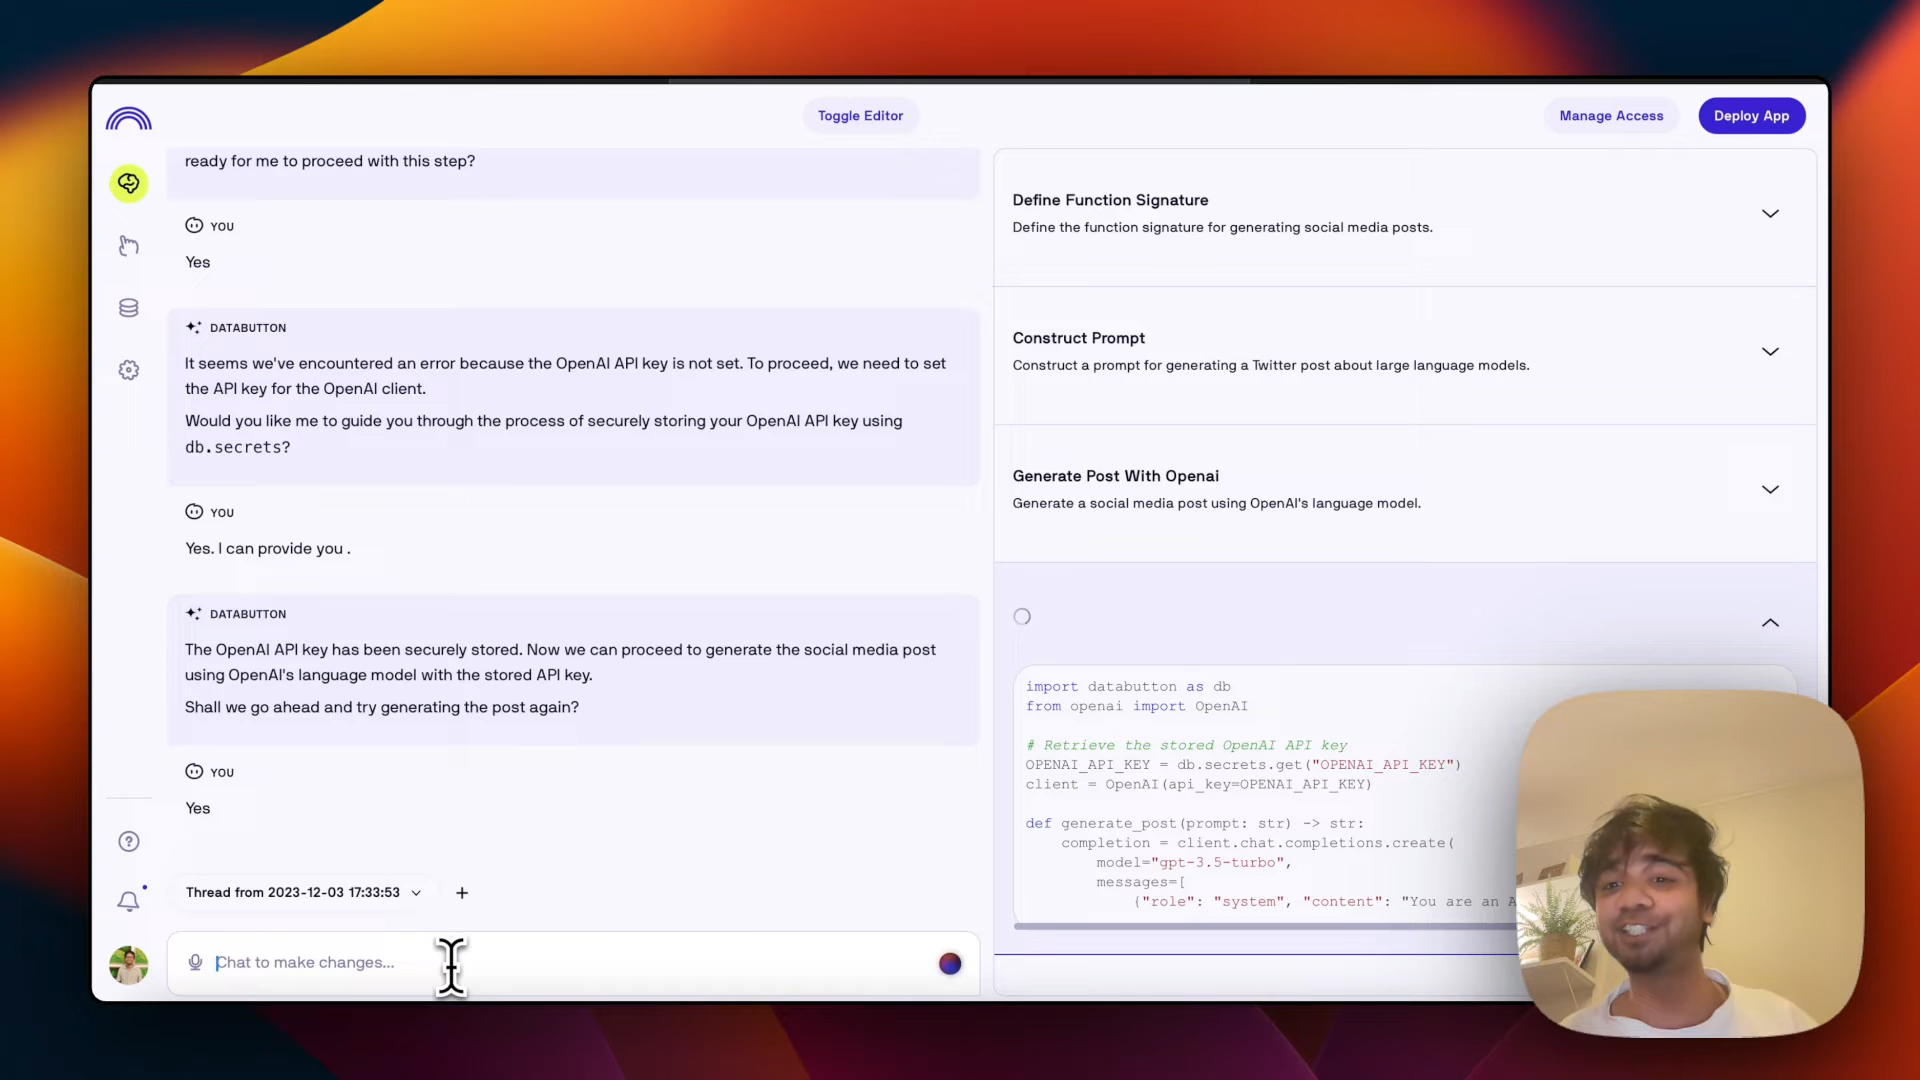 Toggle Editor
Manage Access
Deploy App
ready for me to proceed with this step?
YOU
Yes
DATABUTTON
It seems we've encountered an error because the OpenAI API key is not set. To proceed, we need to set
the API key for the OpenAI client.
Would you like me to guide you through the process of securely storing your OpenAI API key using
db.secrets?
YOU
Yes. I can provide you .
DATABUTTON
The OpenAI API key has been securely stored. Now we can proceed to generate the social media post
using OpenAI's language model with the stored API key.
Shall we go ahead and try generating the post again?
YOU
Yes
Thread from 2023-12-03 17:33:53
Chat to make changes...
Define Function Signature
Define the function signature for generating social media posts.
Construct Prompt
Construct a prompt for generating a Twitter post about large language models.
Generate Post With Openai
Generate a social media post using OpenAI's language model.
import databutton as db
from openai import OpenAI
# Retrieve the stored OpenAI API key
OPENAI_API_KEY = db.secrets.get("OPENAI_API_KEY")
client = OpenAI(api_key=OPENAI_API_KEY)
def generate_post(prompt: str) -> str:
completion = client.chat.completions.create(
model="gpt-3.5-turbo",
messages=[
{"role": "system", "content": "You are an A